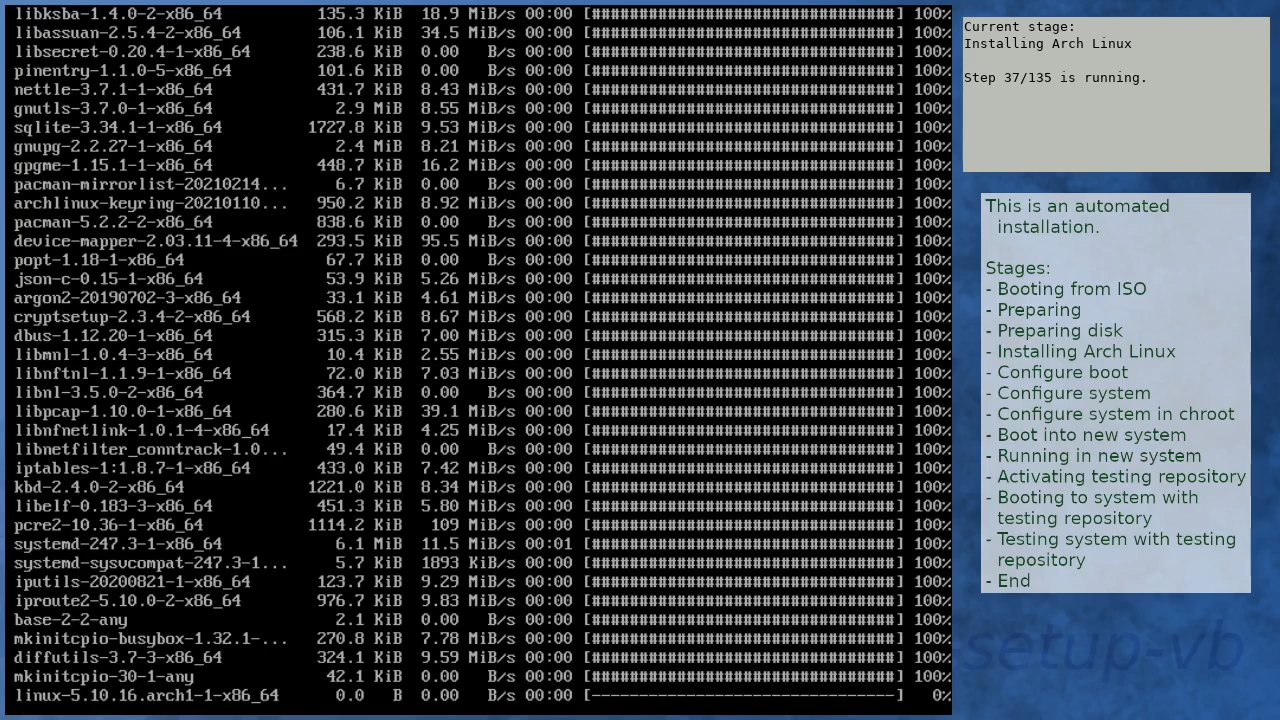 libksba-1.4.0-2-x86_64 135.3 KiB 18.9 MiB/s 00:00 [################################] 100%
libassuan-2.5.4-2-x86_64 106.1 KiB 34.5 MiB/s 00:00 [################################] 100%
libsecret-0.20.4-1-x86_64 238.6 KiB 0.00 B/s 00:00 [################################] 100%
pinentry-1.1.0-5-x86_64 101.6 KiB 0.00 B/s 00:00 [################################] 100%
nettle-3.7.1-1-x86_64 431.7 KiB 8.43 MiB/s 00:00 [################################] 100%
gnutls-3.7.0-1-x86_64 2.9 MiB 8.55 MiB/s 00:00 [################################] 100%
sqlite-3.34.1-1-x86_64 1727.8 KiB 9.53 MiB/s 00:00 [################################] 100%
gnupg-2.2.27-1-x86_64 2.4 MiB 8.21 MiB/s 00:00 [################################] 100%
gpgme-1.15.1-1-x86_64 448.7 KiB 16.2 MiB/s 00:00 [################################] 100%
pacman-mirrorlist-20210214... 6.7 KiB 0.00 B/s 00:00 [################################] 100%
archlinux-keyring-20210110... 950.2 KiB 8.92 MiB/s 00:00 [################################] 100%
pacman-5.2.2-2-x86_64 838.6 KiB 0.00 B/s 00:00 [################################] 100%
device-mapper-2.03.11-4-x86_64 293.5 KiB 95.5 MiB/s 00:00 [################################] 100%
popt-1.18-1-x86_64 67.7 KiB 0.00 B/s 00:00 [################################] 100%
json-c-0.15-1-x86_64 53.9 KiB 5.26 MiB/s 00:00 [################################] 100%
argon2-20190702-3-x86_64 33.1 KiB 4.61 MiB/s 00:00 [################################] 100%
cryptsetup-2.3.4-2-x86_64 568.2 KiB 8.67 MiB/s 00:00 [################################] 100%
dbus-1.12.20-1-x86_64 315.3 KiB 7.00 MiB/s 00:00 [################################] 100%
libmnl-1.0.4-3-x86_64 10.4 KiB 2.55 MiB/s 00:00 [################################] 100%
libnftnl-1.1.9-1-x86_64 72.0 KiB 7.03 MiB/s 00:00 [################################] 100%
libnl-3.5.0-2-x86_64 364.7 KiB 0.00 B/s 00:00 [################################] 100%
libpcap-1.10.0-1-x86_64 280.6 KiB 39.1 MiB/s 00:00 [################################] 100%
libnfnetlink-1.0.1-4-x86_64 17.4 KiB 4.25 MiB/s 00:00 [################################] 100%
libnetfilter_conntrack-1.0... 49.4 KiB 0.00 B/s 00:00 [################################] 100%
iptables-1:1.8.7-1-x86_64 433.0 KiB 7.42 MiB/s 00:00 [################################] 100%
kbd-2.4.0-2-x86_64 1221.0 KiB 8.34 MiB/s 00:00 [################################] 100%
libelf-0.183-3-x86_64 451.3 KiB 5.80 MiB/s 00:00 [################################] 100%
pcre2-10.36-1-x86_64 1114.2 KiB 109 MiB/s 00:00 [################################] 100%
systemd-247.3-1-x86_64 6.1 MiB 11.5 MiB/s 00:01 [################################] 100%
systemd-sysvcompat-247.3-1... 5.7 KiB 1893 KiB/s 00:00 [################################] 100%
iputils-20200821-1-x86_64 123.7 KiB 9.29 MiB/s 00:00 [################################] 100%
iproute2-5.10.0-2-x86_64 976.7 KiB 9.83 MiB/s 00:00 [################################] 100%
base-2-2-any 2.1 KiB 0.00 B/s 00:00 [################################] 100%
mkinitcpio-busybox-1.32.1-... 270.8 KiB 7.78 MiB/s 00:00 [################################] 100%
diffutils-3.7-3-x86_64 324.1 KiB 9.59 MiB/s 00:00 [################################] 100%
mkinitcpio-30-1-any 42.1 KiB 0.00 B/s 00:00 [################################] 100%
linux-5.10.16.arch1-1-x86_64 0.0 B 0.00 B/s 00:00 [--------------------------------] 0%
Current stage:
Installing Arch Linux
Step 37/135 is running.
This is an automated
installation.
Stages:
- Booting from ISO
- Preparing
- Preparing disk
- Installing Arch Linux
- Configure boot
- Configure system
- Configure system in chroot
- Boot into new system
- Running in new system
- Activating testing repository
- Booting to system with
testing repository
- Testing system with testing
repository
- End
setup-vb